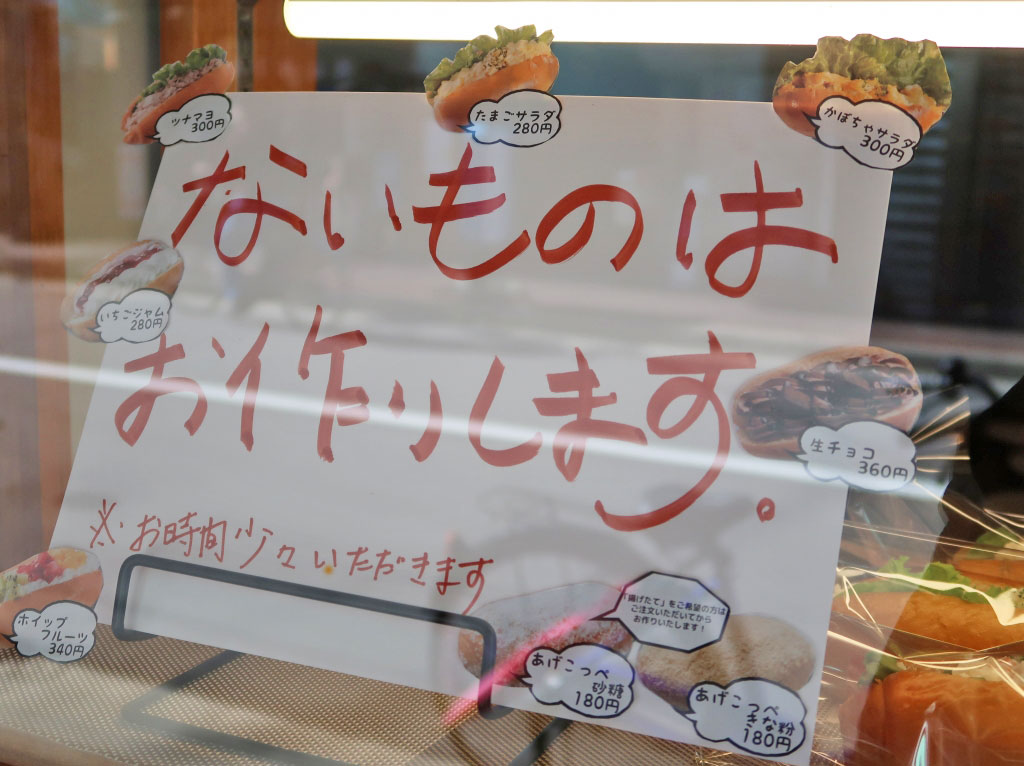 ツナマヨ
300円
たまごサラダ
280円
かぼちゃサラダ
300円
ないものは
いちごジャム
280円
お作りします。
生チョコ
360円
※お時間少々いただきます
ホイップ
フルーツ
340円
「揚げたて」をご希望の方は
ご注文いただいてから
お作りいたします！
あげこっぺ
砂糖
180円
あげこっぺ
きな粉
180円